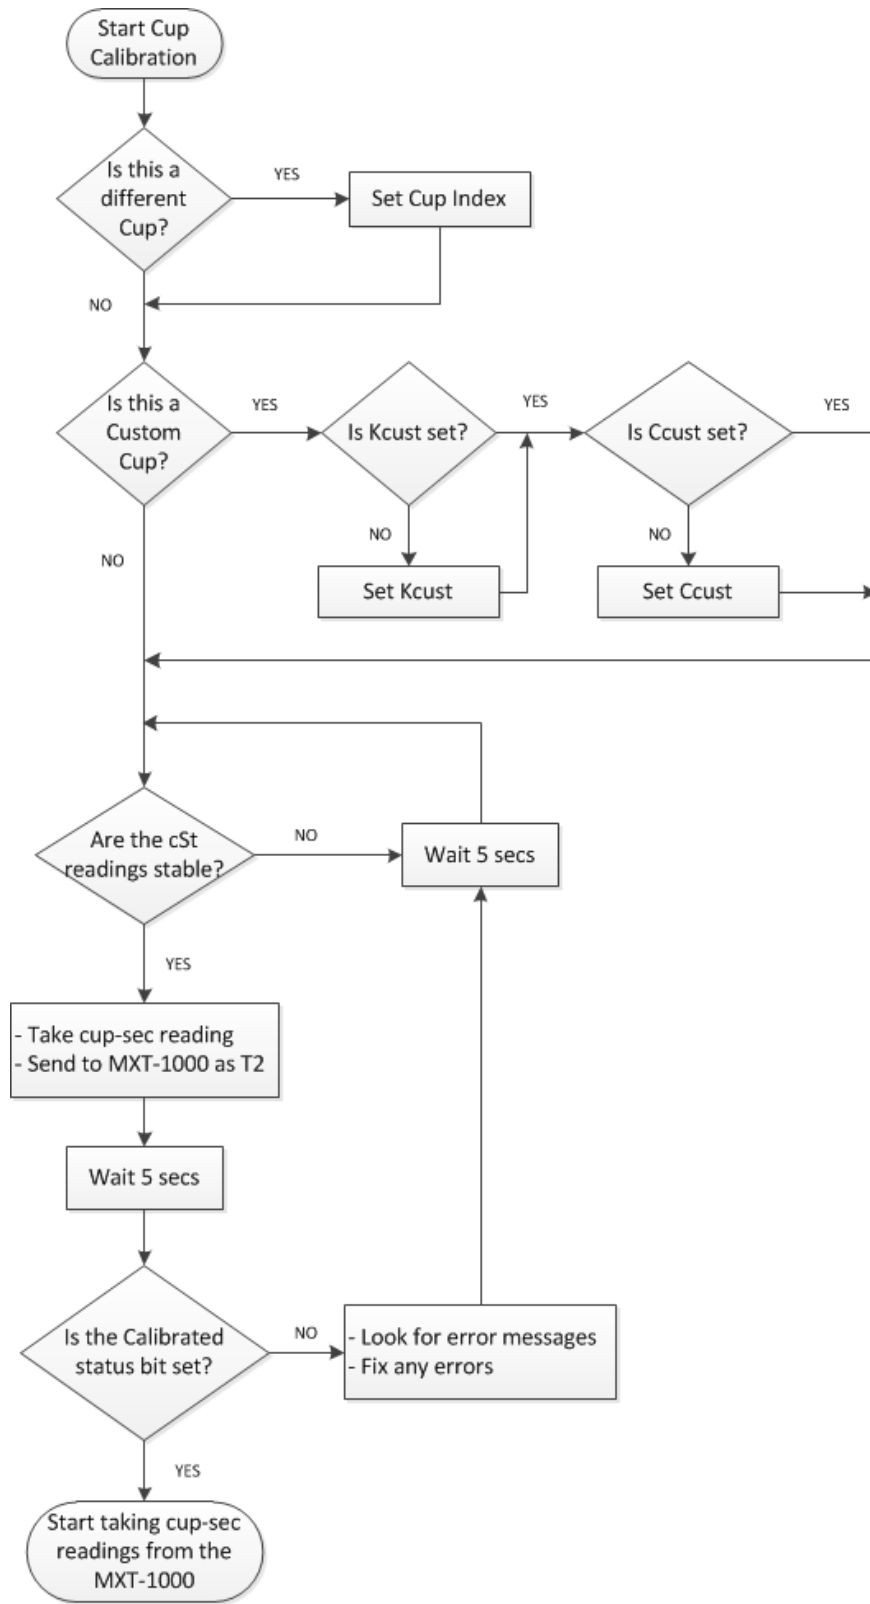 Start Cup
Calibration
Is this a
different
Cup?
YES
Set Cup Index
NO
Is this a
Custom
Cup?
YES
Is Kcust set?
YES
Is Ccust set?
YES
NO
NO
NO
Set Kcust
Set Ccust
Are the cSt
readings stable?
NO
Wait 5 secs
YES
- Take cup-sec reading
- Send to MXT-1000 as T2
Wait 5 secs
Is the Calibrated
status bit set?
NO
- Look for error messages
- Fix any errors
YES
Start taking cup-sec
readings from the
MXT-1000